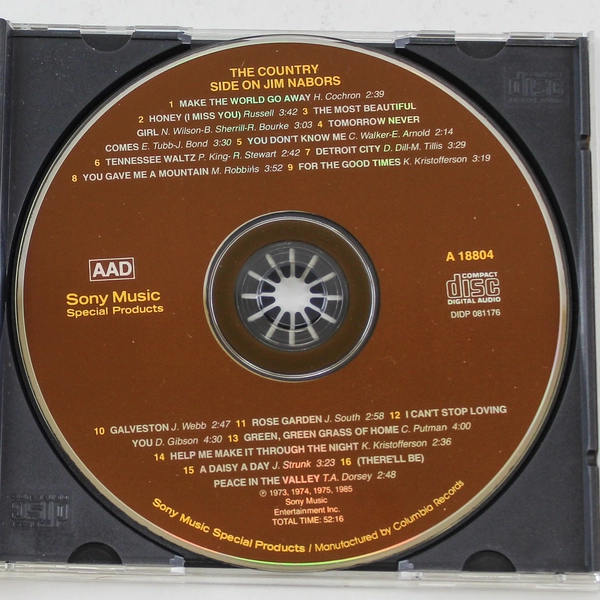 THE COUNTRY
SIDE ON JIM NABORS
1 MAKE THE WORLD GO AWAY H. Cochron 2:39
2 HONEY (I MISS YOU) Russell 3:42 3 THE MOST BEAUTIFUL
GIRL N. Wilson-B. Sherrill-R. Bourke 3:03 4 TOMORROW NEVER
COMES E. Tubb-J. Bond 3:30 5 YOU DON'T KNOW ME C. Walker-E. Arnold 2:14
6 TENNESSEE WALTZ P. King- R. Stewart 2:42 7 DETROIT CITY D. Dill-M. Tillis 3:29
8 YOU GAVE ME A MOUNTAIN M. Robbins 3:52 9 FOR THE GOOD TIMES K. Kristofferson 3:19
AAD
Sony Music
Special Products
A 18804
COMPACT
disc
DIGITAL AUDIO
DIDP 081176
10 GALVESTON J. Webb 2:47 11 ROSE GARDEN J. South 2:58 12 I CAN'T STOP LOVING
YOU D. Gibson 4:30 13 GREEN, GREEN GRASS OF HOME C. Putman 4:00
14 HELP ME MAKE IT THROUGH THE NIGHT K. Kristofferson 2:36
15 A DAISY A DAY J. Strunk 3:23 16 (THERE'LL BE)
PEACE IN THE VALLEY T.A. Dorsey 2:48
℗ 1973, 1974, 1975, 1985
Sony Music
Entertainment Inc.
TOTAL TIME: 52:16
Sony Music Special Products / Manufactured by Columbia Records